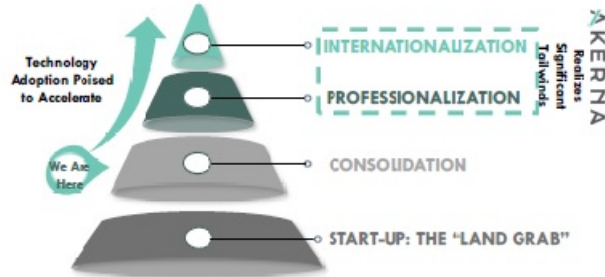 Technology
Adoption Poised
to Accelerate
We Are
Here
INTERNATIONALIZATION
PROFESSIONALIZATION
CONSOLIDATION
START-UP: THE "LAND GRAB"
AKERNA
Realizes
Significant
Tailwinds